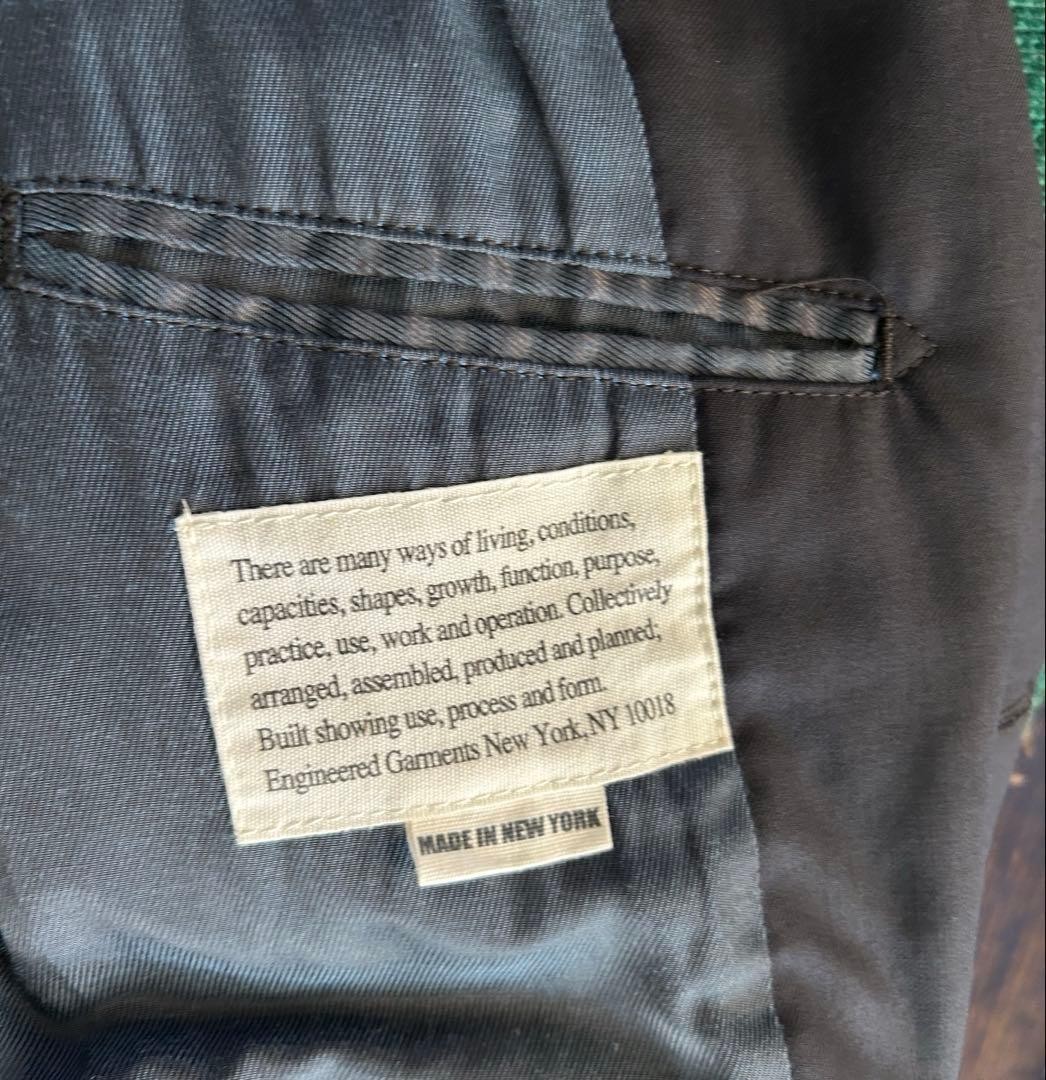 There are many ways of living, conditions,
capacities, shapes, growth, function, purpose,
practice, use, work and operation. Collectively
arranged, assembled, produced and planned;
Built showing use, process and form.
Engineered Garments New York, NY 10018
MADE IN NEW YORK